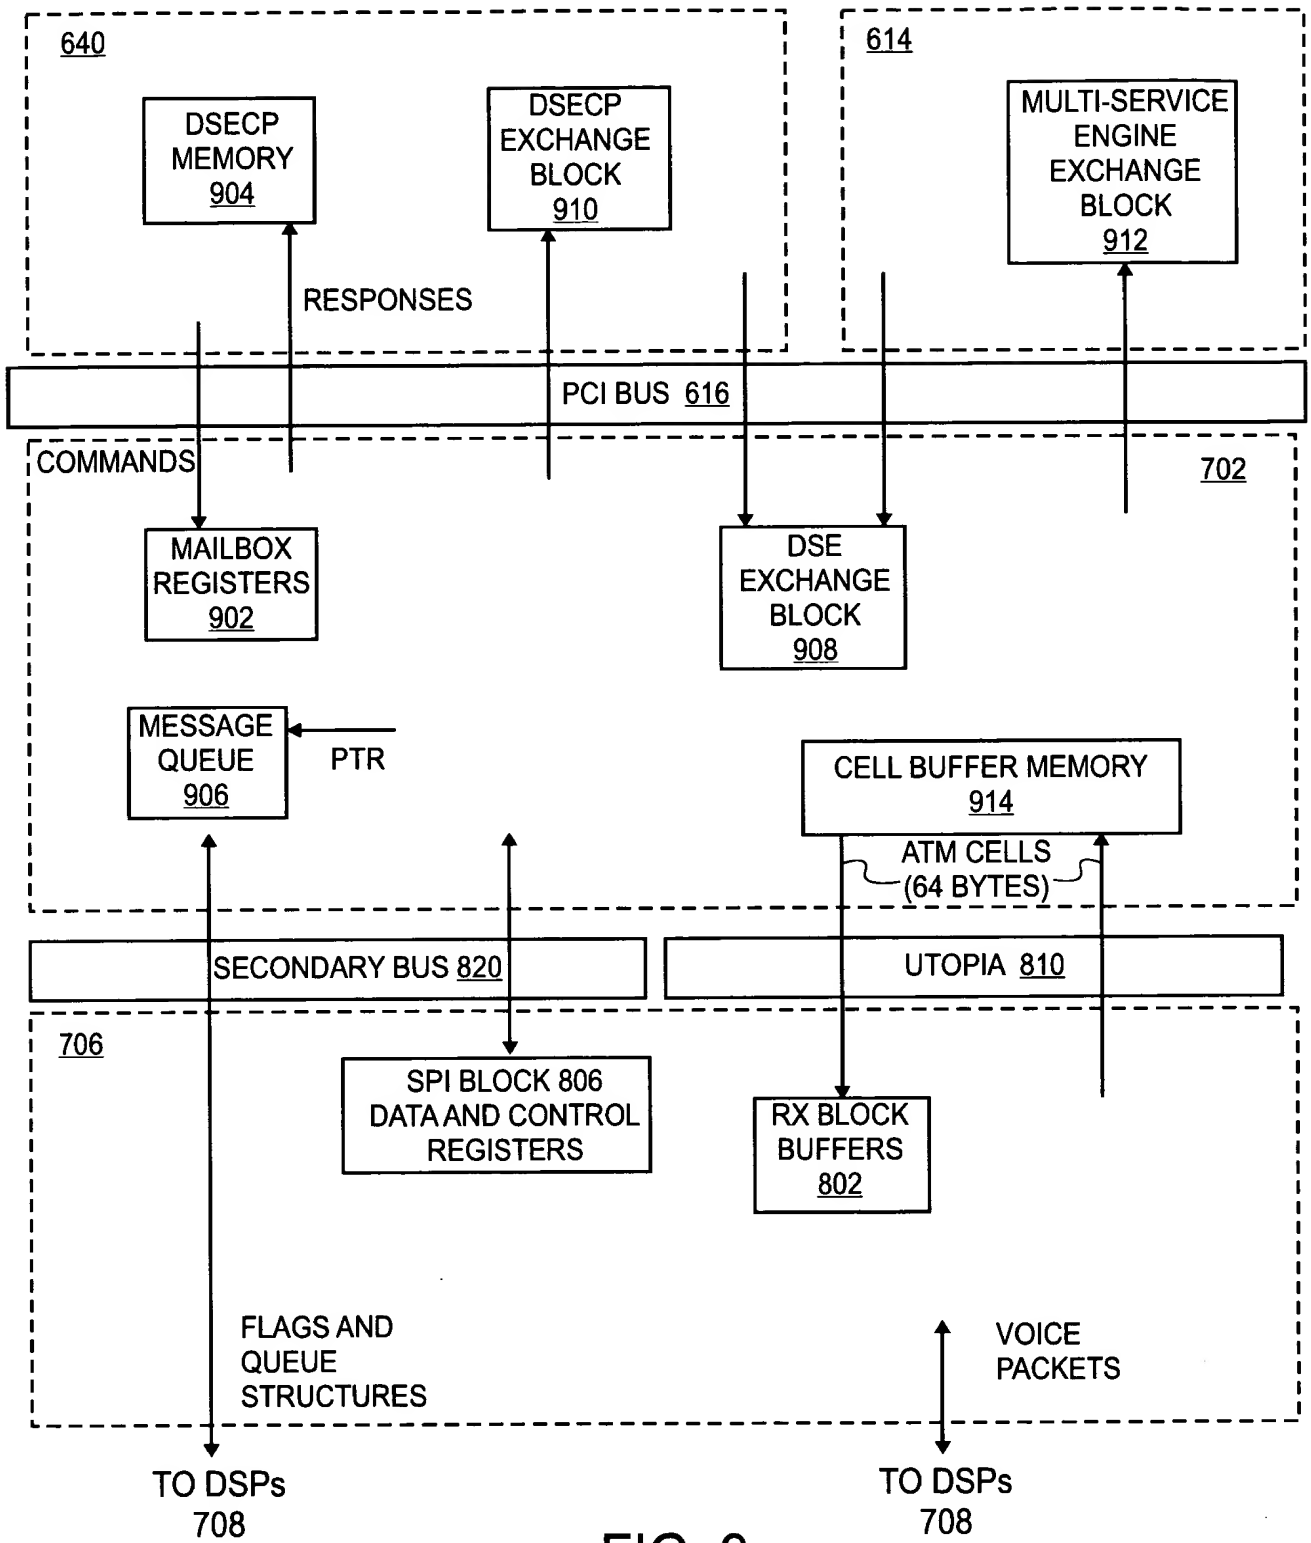 640
614
DSECP
MEMORY
904
DSECP
EXCHANGE
BLOCK
910
MULTI-SERVICE
ENGINE
EXCHANGE
BLOCK
912
RESPONSES
PCI BUS 616
COMMANDS
702
MAILBOX
REGISTERS
902
DSE
EXCHANGE
BLOCK
908
MESSAGE
QUEUE
906
PTR
CELL BUFFER MEMORY
914
ATM CELLS
(64 BYTES)
SECONDARY BUS 820
UTOPIA 810
706
SPI BLOCK 806
DATA AND CONTROL
REGISTERS
RX BLOCK
BUFFERS
802
FLAGS AND
QUEUE
STRUCTURES
VOICE
PACKETS
TO DSPs
708
TO DSPs
708